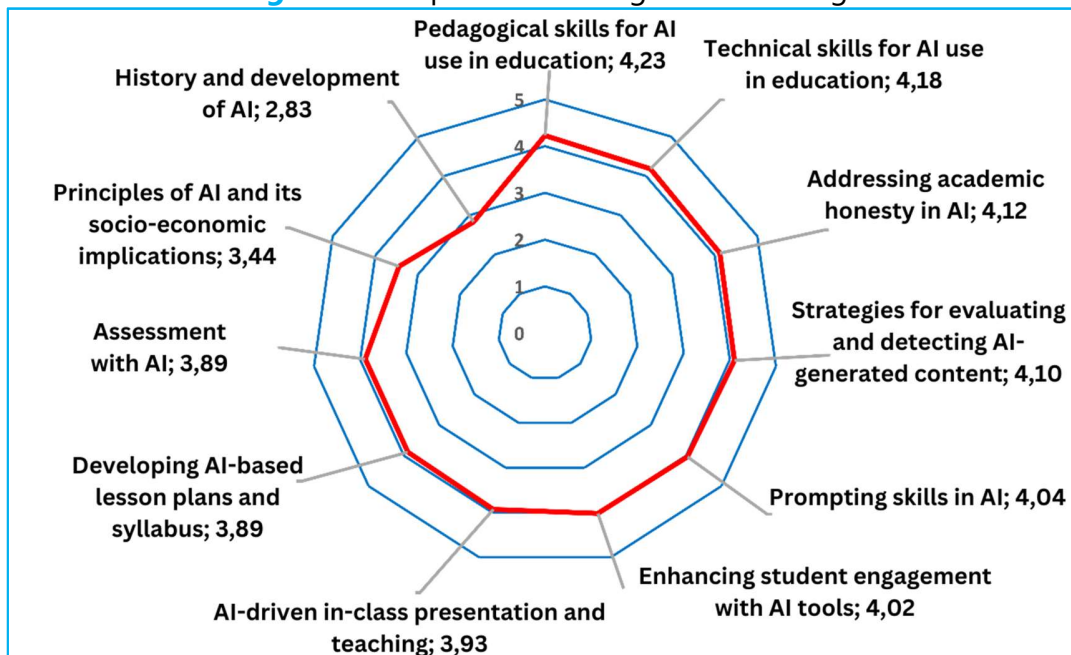 Pedagogical skills for AI
use in education; 4,23
Technical skills for AI use
in education; 4,18
History and development
of AI; 2,83
Addressing academic
honesty in AI; 4,12
Principles of AI and its
socio-economic
implications; 3,44
Strategies for evaluating
and detecting AI-
generated content; 4,10
Assessment
with AI; 3,89
Prompting skills in AI; 4,04
Developing AI-based
lesson plans and
syllabus; 3,89
Enhancing student engagement
with AI tools; 4,02
AI-driven in-class presentation and
teaching; 3,93
5
4
3
2
1
0